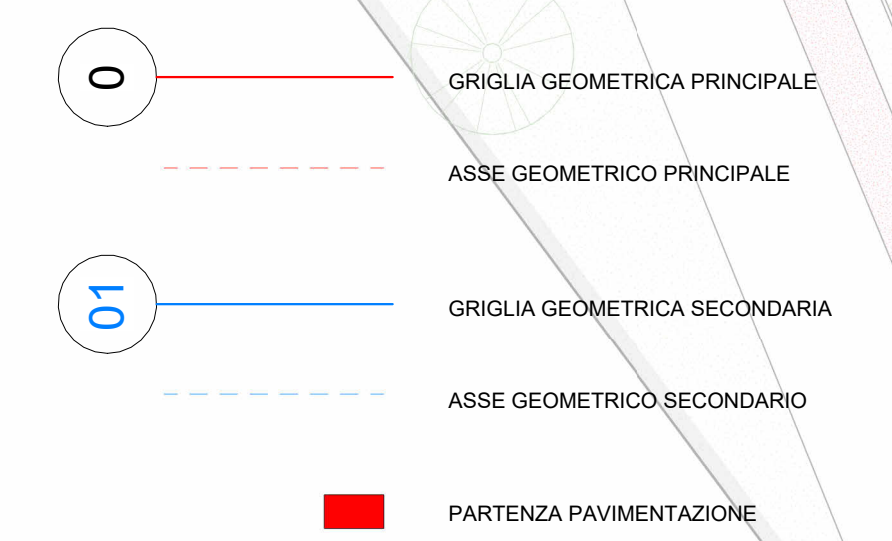 0 GRIGLIA GEOMETRICA PRINCIPALE
ASSE GEOMETRICO PRINCIPALE
01 GRIGLIA GEOMETRICA SECONDARIA
ASSE GEOMETRICO SECONDARIO
PARTENZA PAVIMENTAZIONE